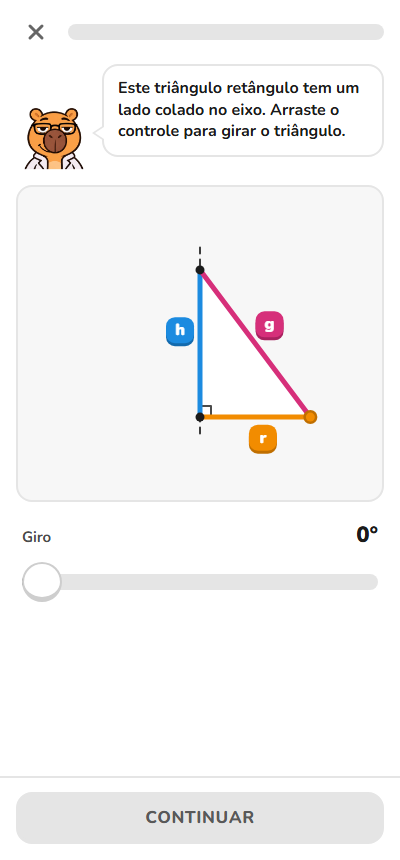 Este triângulo retângulo tem um
lado colado no eixo. Arraste o
controle para girar o triângulo.
h
g
r
Giro
0°
CONTINUAR